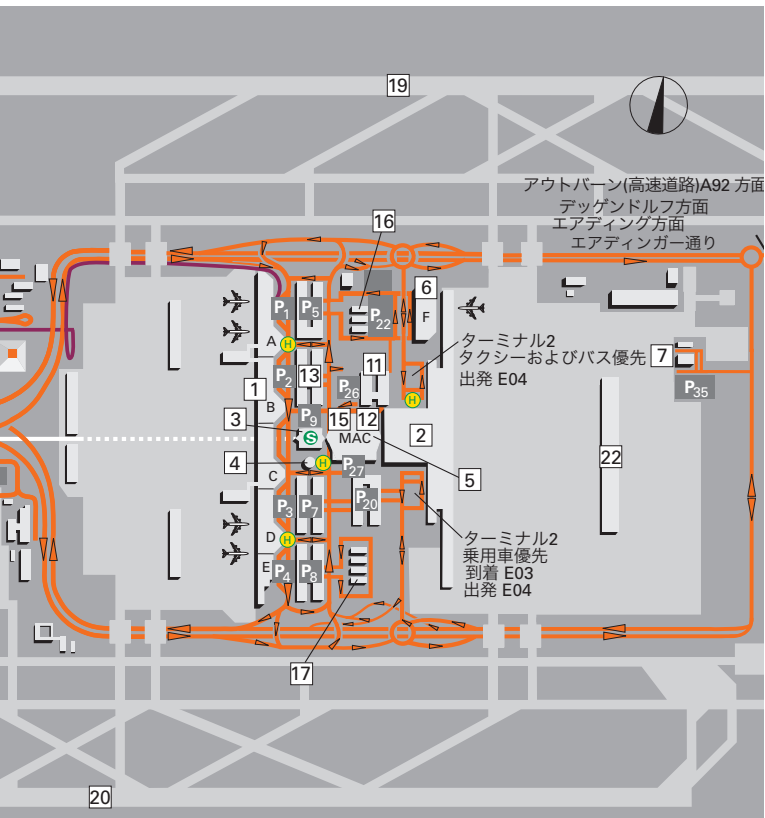 19
アウトバーン(高速道路)A92 方面
デッゲンドルフ方面
エアディング方面
エアディンガー通り
16
6
P1
P5
P22
F
A
H
ターミナル2
タクシーおよびバス優先
出発 E04
7
P35
11
P2
13
P26
1
H
B
P9
15
12
3
S
MAC
2
4
H
P27
5
22
C
P20
P3
P7
D
H
ターミナル2
乗用車優先
到着 E03
出発 E04
E
P4
P8
17
20